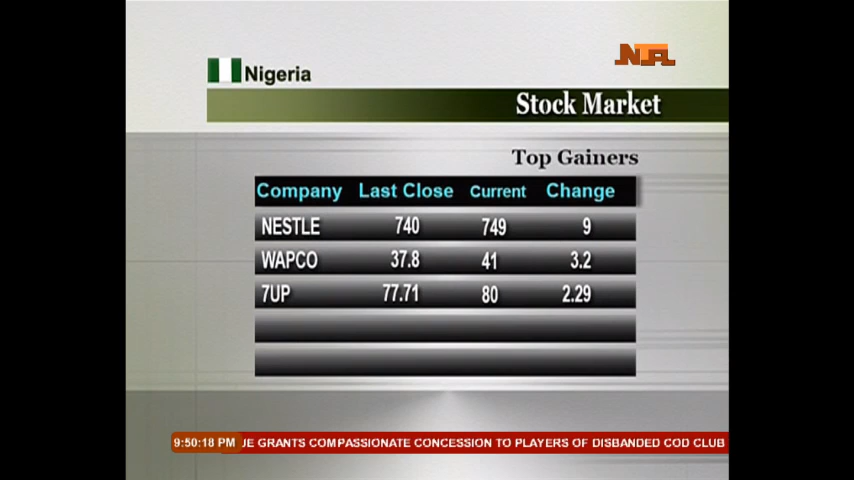 NTA
Nigeria
Stock Market
Top Gainers
Company Last Close Current Change
NESTLE 740 749 9
WAPCO 37.8 41 3.2
7UP 77.71 80 2.29
9:50:18 PM GRANTS COMPASSIONATE CONCESSION TO PLAYERS OF DISBANDED COD CLUB